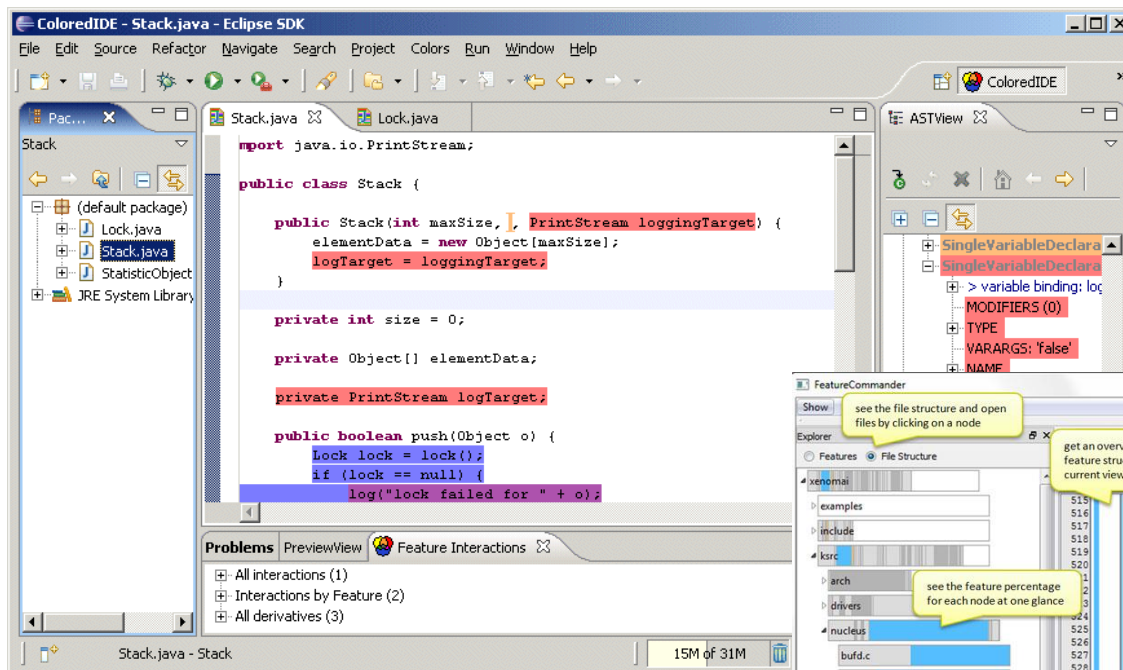 ColoredIDE - Stack.java - Eclipse SDK
File Edit Source Refactor Navigate Search Project Colors Run Window Help
ColoredIDE
Pac...
Stack.java
Lock.java
ASTView
Stack
(default package)
Lock.java
Stack.java
StatisticObject
JRE System Library
mport java.io.PrintStream;
public class Stack {
public Stack(int maxSize, , PrintStream loggingTarget) {
elementData = new Object[maxSize];
logTarget = loggingTarget;
}
private int size = 0;
private Object[] elementData;
private PrintStream logTarget;
public boolean push(Object o) {
Lock lock = lock();
if (lock == null) {
log("lock failed for " + o);
SingleVariableDeclara
SingleVariableDeclara
> variable binding: log
MODIFIERS (0)
TYPE
VARARGS: 'false'
NAME
Problems PreviewView Feature Interactions
All interactions (1)
Interactions by Feature (2)
All derivatives (3)
Stack.java - Stack
15M of 31M
FeatureCommander
Show
see the file structure and open
files by clicking on a node
Explorer
Features File Structure
get an overv
feature stru
current view
xenomai
examples
include
ksrc
arch
drivers
nucleus
bufd.c
see the feature percentage
for each node at one glance
515
516
517
518
519
520
524
525
526
527
528